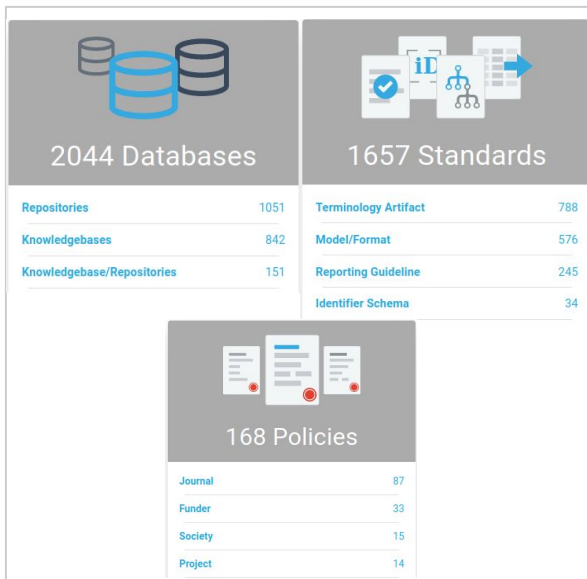 2044 Databases
Repositories 1051
Knowledgebases 842
Knowledgebase/Repositories 151
iD
1657 Standards
Terminology Artifact 788
Model/Format 576
Reporting Guideline 245
Identifier Schema 34
168 Policies
Journal 87
Funder 33
Society 15
Project 14